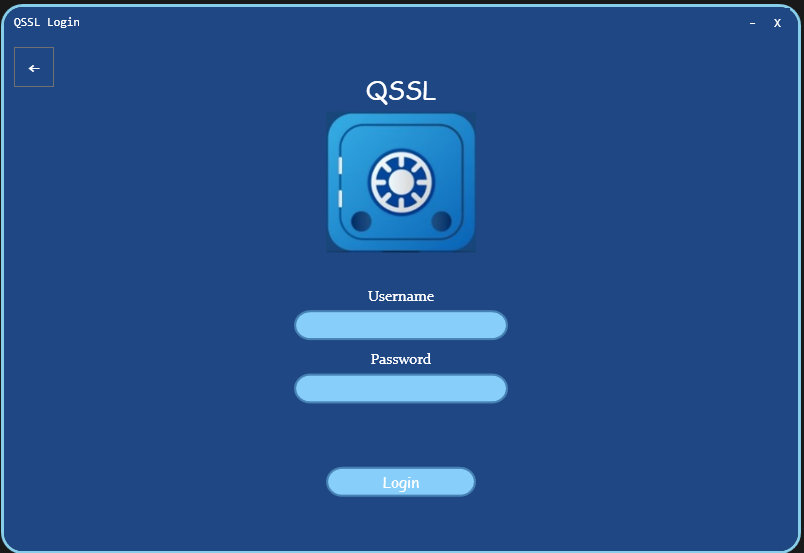 QSSL Login
– X
←
QSSL
Username
Password
Login